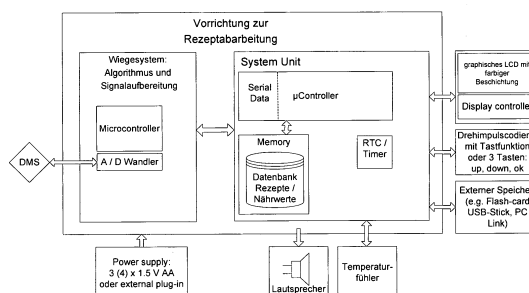 Vorrichtung zur
Rezeptabarbeitung
Wiegesystem:
Algorithmus und
Signalaufbereitung
Microcontroller
A / D Wandler
DMS
System Unit
Serial
Data
µController
Memory
Datenbank
Rezepte /
Nährwerte
RTC /
Timer
graphisches LCD mit
farbiger
Beschichtung
Display controller
Drehimpulscodier
mit Tastfunktion
oder 3 Tasten:
up, down, ok
Externer Speiche
(e.g. Flash-card
USB-Stick, PC
Link)
Power supply:
3 (4) x 1.5 V AA
oder external plug-in
Lautsprecher
Temperatur-
fühler